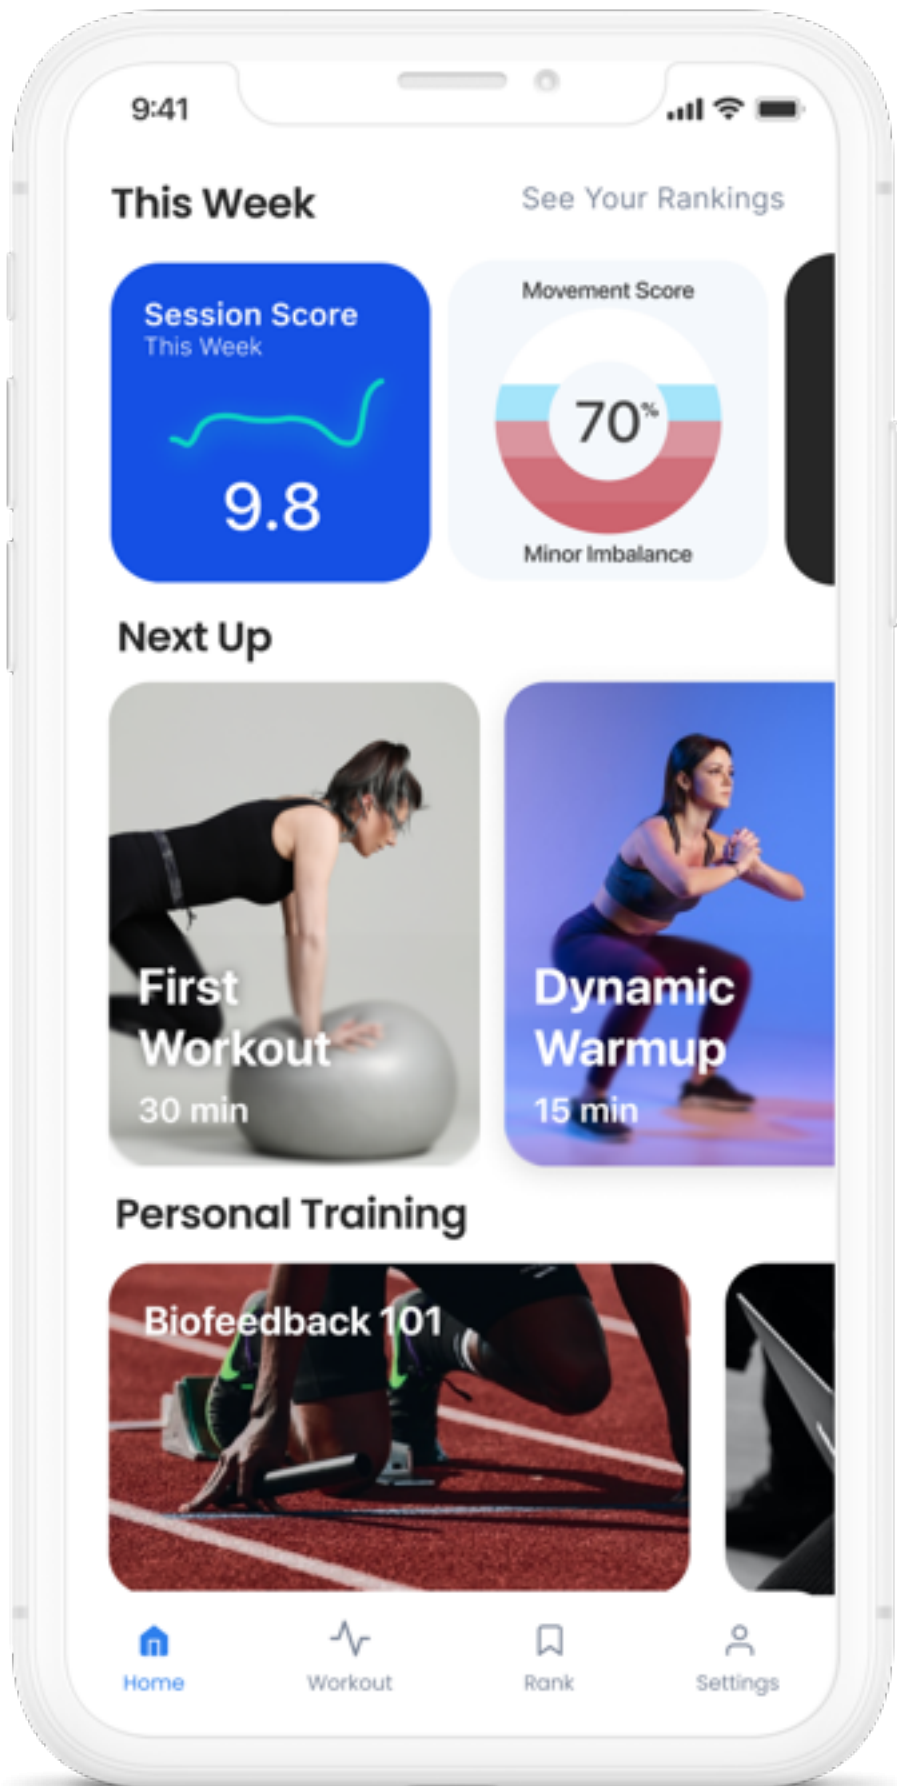 9:41
This Week
See Your Rankings
Session Score
This Week
9.8
Movement Score
70%
Minor Imbalance
Next Up
First
Workout
30 min
Dynamic
Warmup
15 min
Personal Training
Biofeedback 101
Home
Workout
Rank
Settings